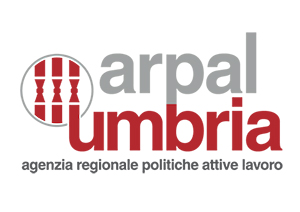 arpal
umbria
agenzia regionale politiche attive lavoro